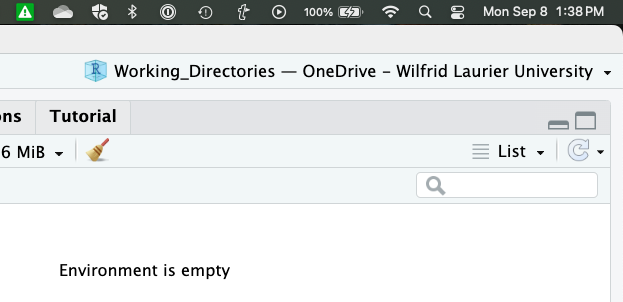 100% Mon Sep 8 1:38 PM
R Working_Directories — OneDrive – Wilfrid Laurier University
ons Tutorial
6 MiB List
Environment is empty